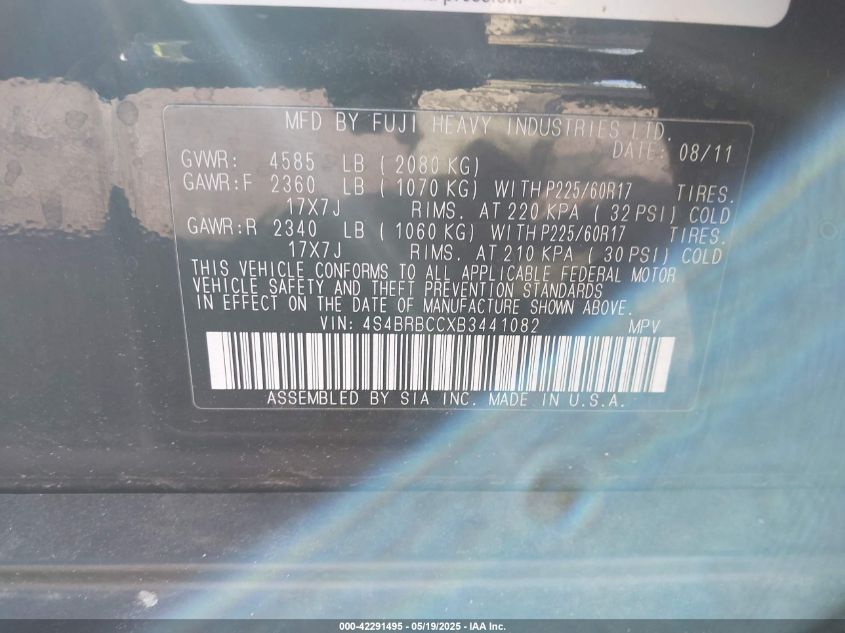 MFD BY FUJI HEAVY INDUSTRIES LTD.
DATE: 08/11
GVWR: 4585 LB ( 2080 KG)
GAWR:F 2360 LB ( 1070 KG) WITH P225/60R17 TIRES.
17X7J RIMS. AT 220 KPA ( 32 PSI) COLD
GAWR:R 2340 LB ( 1060 KG) WITH P225/60R17 TIRES.
17X7J RIMS. AT 210 KPA ( 30 PSI) COLD
THIS VEHICLE CONFORMS TO ALL APPLICABLE FEDERAL MOTOR
VEHICLE SAFETY AND THEFT PREVENTION STANDARDS
IN EFFECT ON THE DATE OF MANUFACTURE SHOWN ABOVE.
VIN: 4S4BRBCCXB3441082 MPV
ASSEMBLED BY SIA INC. MADE IN U.S.A.
000-42291495 - 05/19/2025 - IAA Inc.